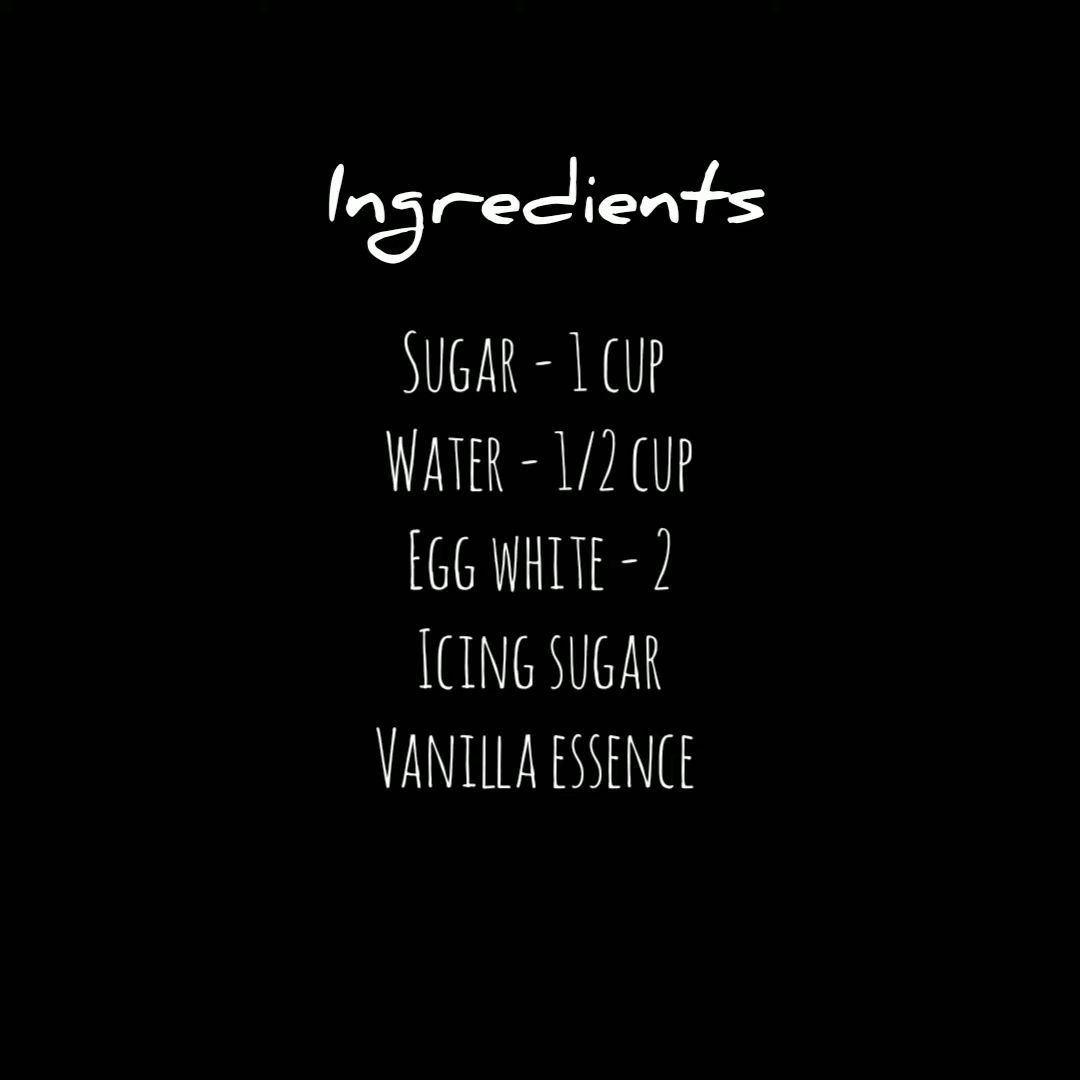 Ingredients
Sugar - 1 cup
Water - 1/2 cup
Egg white - 2
Icing sugar
Vanilla essence